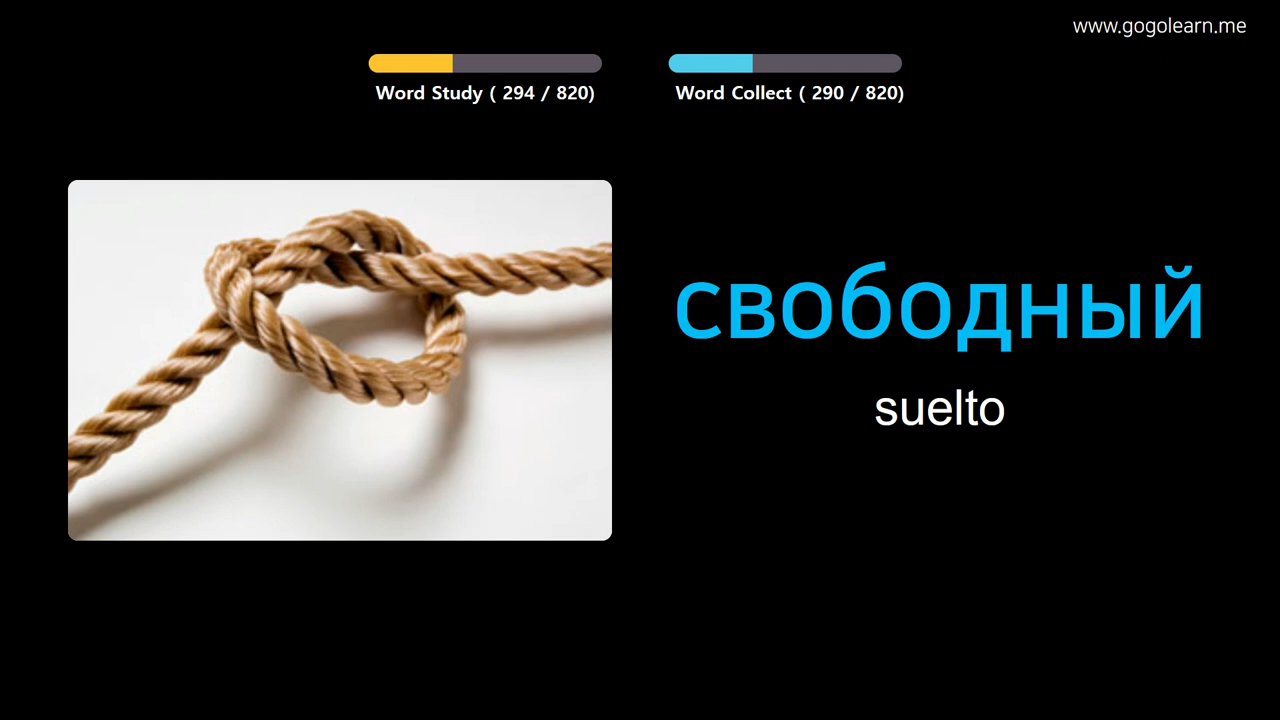 www.gogolearn.me
Word Study ( 294 / 820)
Word Collect ( 290 / 820)
свободный
suelto